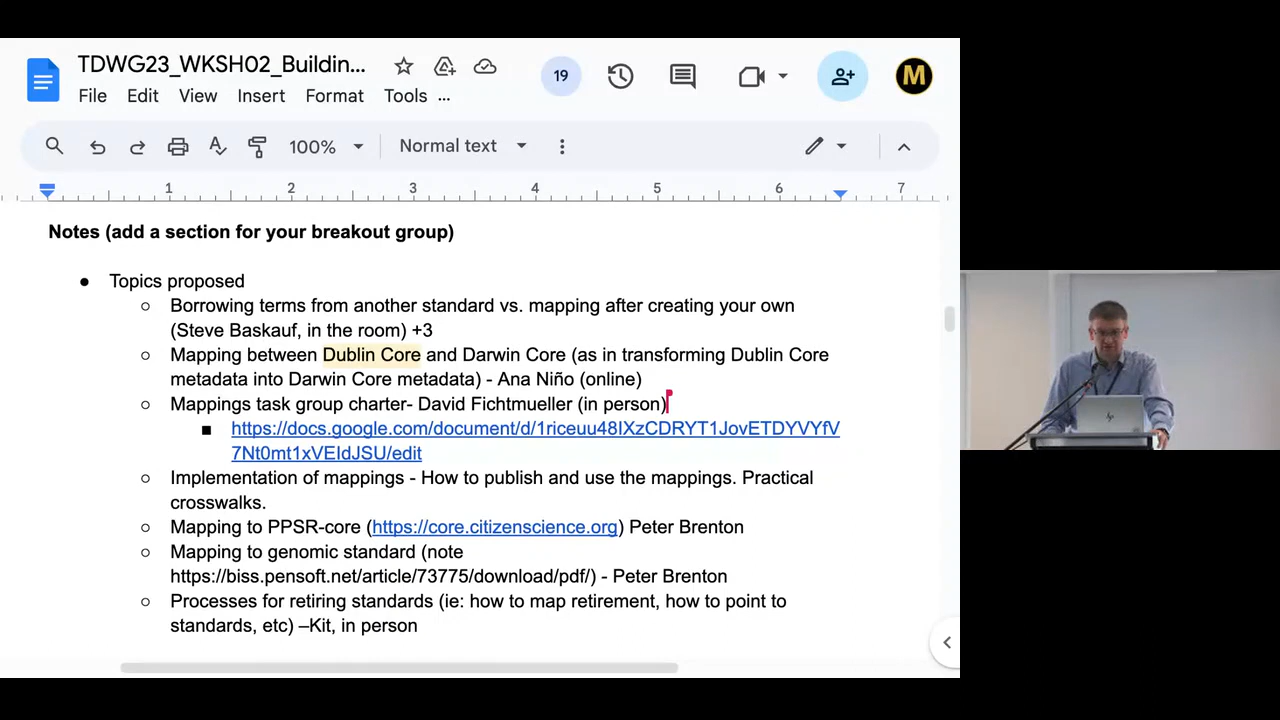 TDWG23_WKSH02_Buildin...
19
M
File Edit View Insert Format Tools ...
100% Normal text
1 2 3 4 5 6 7
Notes (add a section for your breakout group)
● Topics proposed
○ Borrowing terms from another standard vs. mapping after creating your own
(Steve Baskauf, in the room) +3
○ Mapping between Dublin Core and Darwin Core (as in transforming Dublin Core
metadata into Darwin Core metadata) - Ana Niño (online)
○ Mappings task group charter- David Fichtmueller (in person)
■ https://docs.google.com/document/d/1riceuu48IXzCDRYT1JovETDYVYfV
7Nt0mt1xVEIdJSU/edit
○ Implementation of mappings - How to publish and use the mappings. Practical
crosswalks.
○ Mapping to PPSR-core (https://core.citizenscience.org) Peter Brenton
○ Mapping to genomic standard (note
https://biss.pensoft.net/article/73775/download/pdf/) - Peter Brenton
○ Processes for retiring standards (ie: how to map retirement, how to point to
standards, etc) –Kit, in person
hp